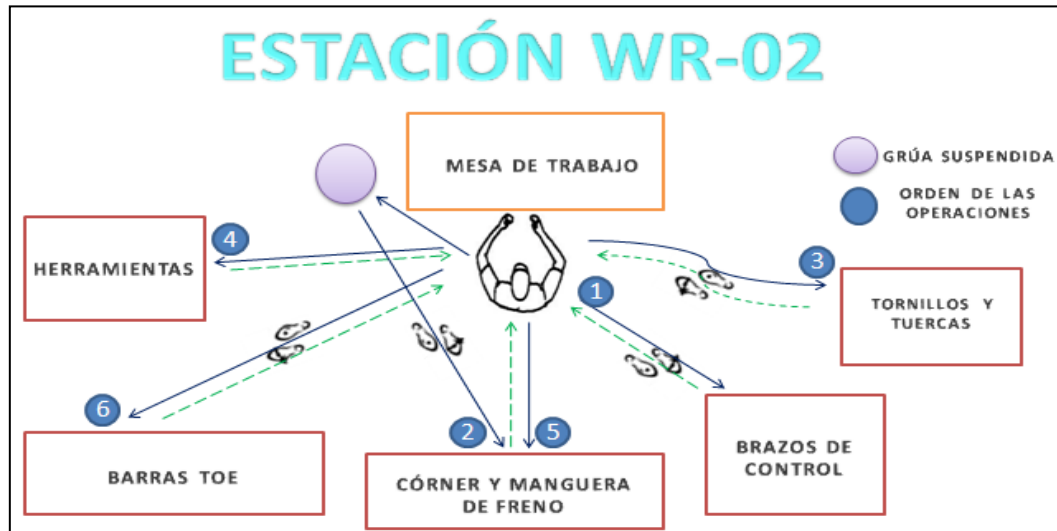 ESTACIÓN WR-02
MESA DE TRABAJO
GRÚA SUSPENDIDA
ORDEN DE LAS
OPERACIONES
4
HERRAMIENTAS
3
1
TORNILLOS Y
TUERCAS
6
2
5
BARRAS TOE
CÓRNER Y MANGUERA
DE FRENO
BRAZOS DE
CONTROL